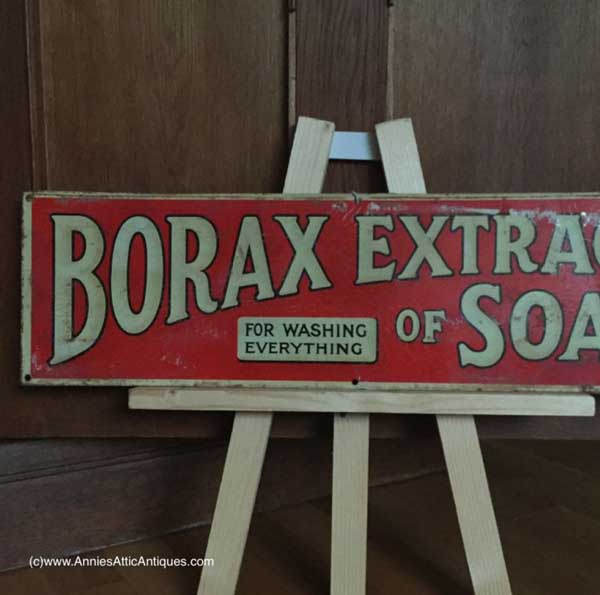 BORAX EXTRAC
OF SOA
FOR WASHING
EVERYTHING
(c)www.AnniesAtticAntiques.com